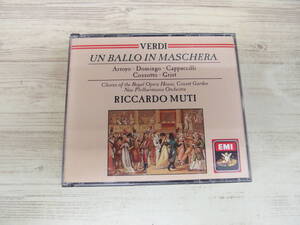 VERDI
UN BALLO IN MASCHERA
Arroyo · Domingo · Cappuccilli
Cossotto · Grist
Chorus of the Royal Opera House, Covent Garden
New Philharmonia Orchestra
RICCARDO MUTI
EMI